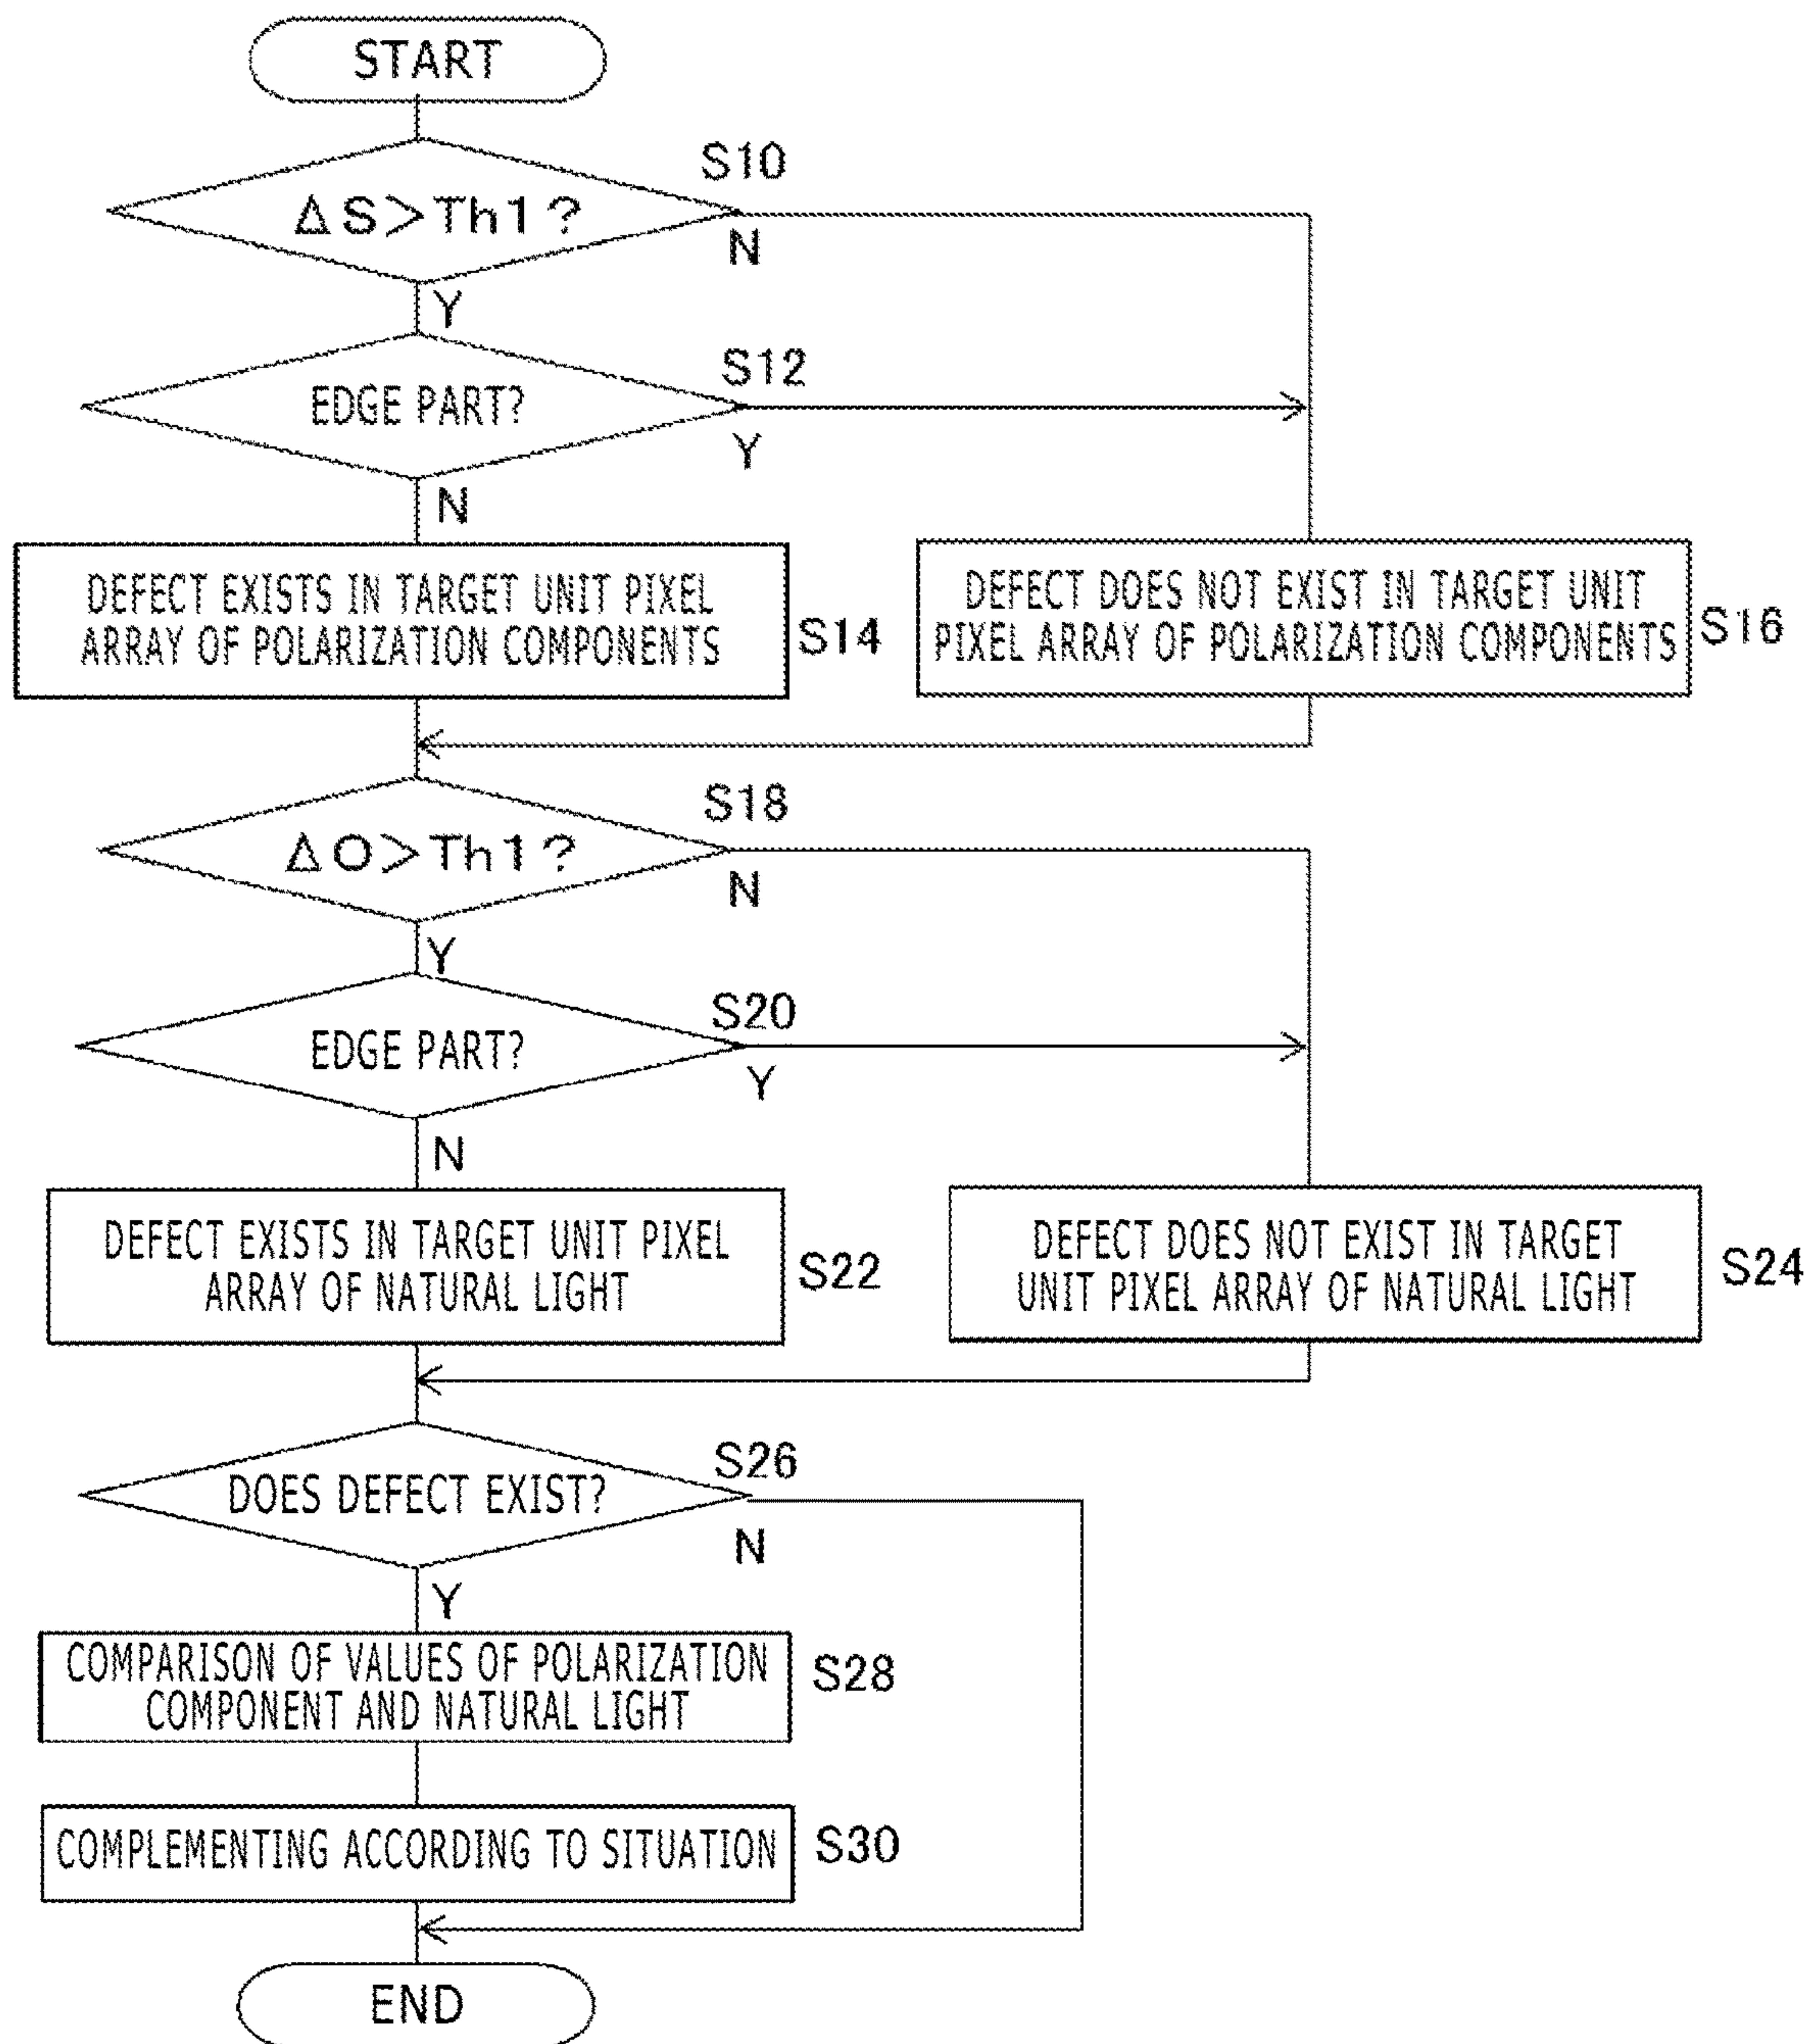 START
S10
ΔS>Th1?
N
Y
S12
EDGE PART?
Y
N
DEFECT EXISTS IN TARGET UNIT PIXEL
ARRAY OF POLARIZATION COMPONENTS
S14
DEFECT DOES NOT EXIST IN TARGET UNIT
PIXEL ARRAY OF POLARIZATION COMPONENTS
S16
S18
ΔO>Th1?
N
Y
S20
EDGE PART?
Y
N
DEFECT EXISTS IN TARGET UNIT PIXEL
ARRAY OF NATURAL LIGHT
S22
DEFECT DOES NOT EXIST IN TARGET
UNIT PIXEL ARRAY OF NATURAL LIGHT
S24
S26
DOES DEFECT EXIST?
N
Y
COMPARISON OF VALUES OF POLARIZATION
COMPONENT AND NATURAL LIGHT
S28
COMPLEMENTING ACCORDING TO SITUATION
S30
END